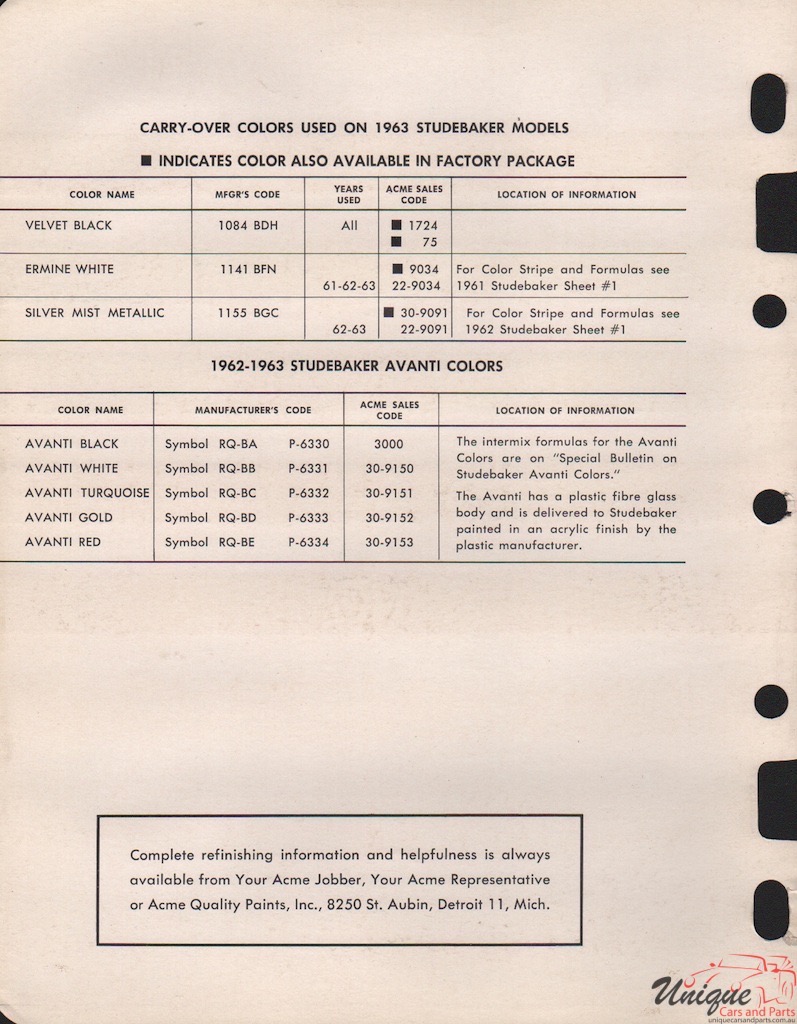 CARRY-OVER COLORS USED ON 1963 STUDEBAKER MODELS
■ INDICATES COLOR ALSO AVAILABLE IN FACTORY PACKAGE
COLOR NAME MFGR'S CODE YEARS USED ACME SALES CODE LOCATION OF INFORMATION
VELVET BLACK 1084 BDH All ■ 1724
■ 75
ERMINE WHITE 1141 BFN ■ 9034 For Color Stripe and Formulas see
61-62-63 22-9034 1961 Studebaker Sheet #1
SILVER MIST METALLIC 1155 BGC ■ 30-9091 For Color Stripe and Formulas see
62-63 22-9091 1962 Studebaker Sheet #1
1962-1963 STUDEBAKER AVANTI COLORS
COLOR NAME MANUFACTURER'S CODE ACME SALES CODE LOCATION OF INFORMATION
AVANTI BLACK Symbol RQ-BA P-6330 3000
AVANTI WHITE Symbol RQ-BB P-6331 30-9150
AVANTI TURQUOISE Symbol RQ-BC P-6332 30-9151
AVANTI GOLD Symbol RQ-BD P-6333 30-9152
AVANTI RED Symbol RQ-BE P-6334 30-9153
The intermix formulas for the Avanti
Colors are on "Special Bulletin on
Studebaker Avanti Colors."
The Avanti has a plastic fibre glass
body and is delivered to Studebaker
painted in an acrylic finish by the
plastic manufacturer.
Complete refinishing information and helpfulness is always
available from Your Acme Jobber, Your Acme Representative
or Acme Quality Paints, Inc., 8250 St. Aubin, Detroit 11, Mich.
Unique
Cars and Parts
uniquecarsandparts.com.au